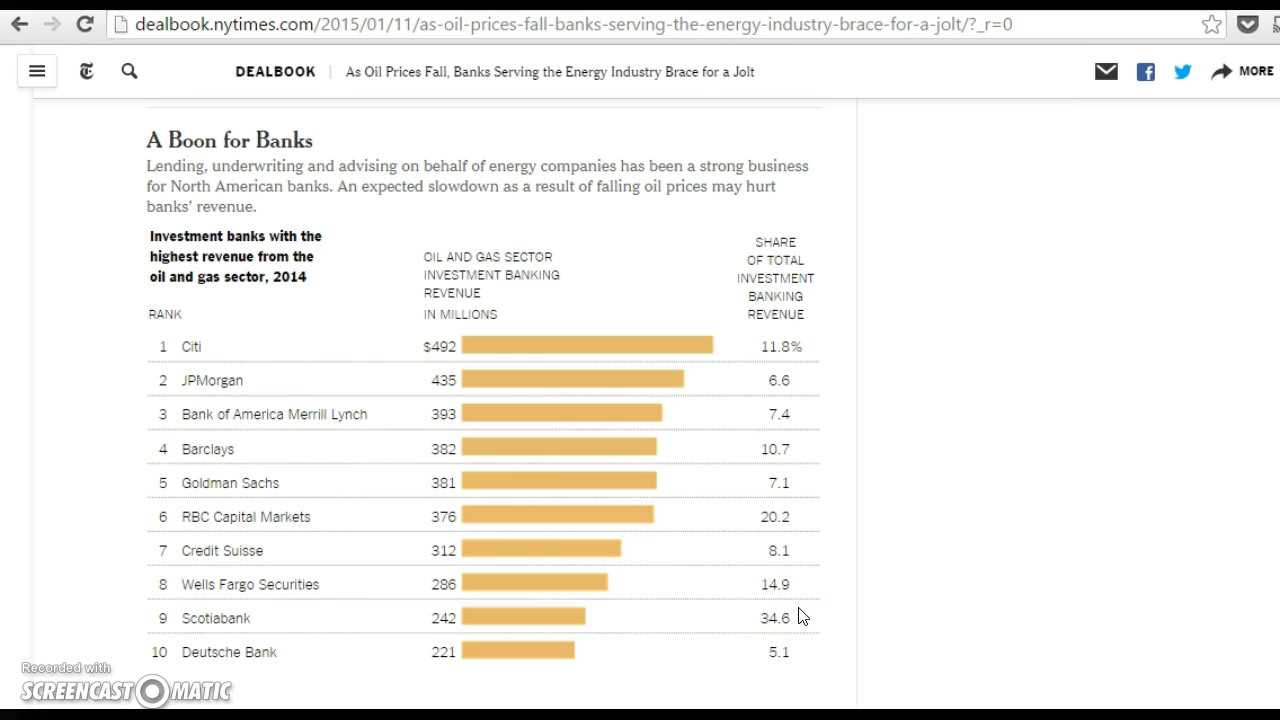 dealbook.nytimes.com/2015/01/11/as-oil-prices-fall-banks-serving-the-energy-industry-brace-for-a-jolt/?_r=0
DEALBOOK | As Oil Prices Fall, Banks Serving the Energy Industry Brace for a Jolt MORE
A Boon for Banks
Lending, underwriting and advising on behalf of energy companies has been a strong business
for North American banks. An expected slowdown as a result of falling oil prices may hurt
banks' revenue.
Investment banks with the
highest revenue from the
oil and gas sector, 2014
RANK
OIL AND GAS SECTOR
INVESTMENT BANKING
REVENUE
IN MILLIONS
SHARE
OF TOTAL
INVESTMENT
BANKING
REVENUE
1 Citi $492 11.8%
2 JPMorgan 435 6.6
3 Bank of America Merrill Lynch 393 7.4
4 Barclays 382 10.7
5 Goldman Sachs 381 7.1
6 RBC Capital Markets 376 20.2
7 Credit Suisse 312 8.1
8 Wells Fargo Securities 286 14.9
9 Scotiabank 242 34.6
10 Deutsche Bank 221 5.1
Recorded with
SCREENCAST-O-MATIC